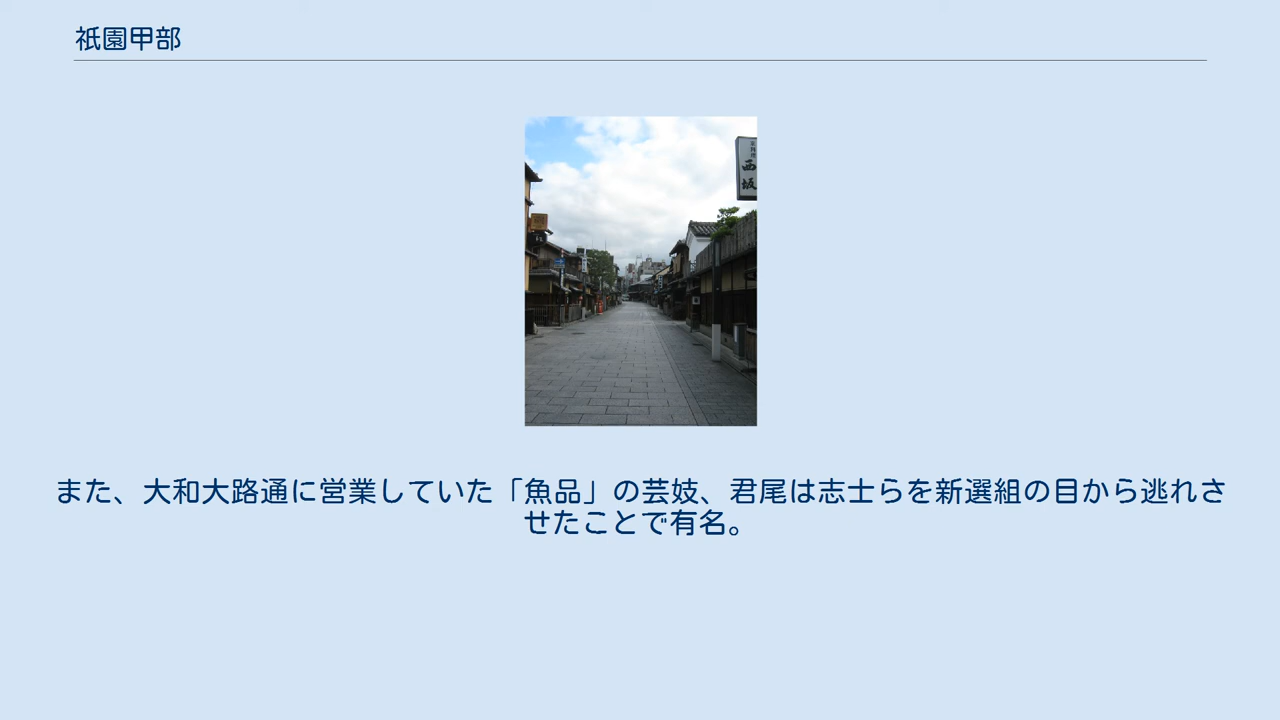 祇園甲部
西
坂
また、大和大路通に営業していた「魚品」の芸妓、君尾は志士らを新選組の目から逃れさ
せたことで有名。